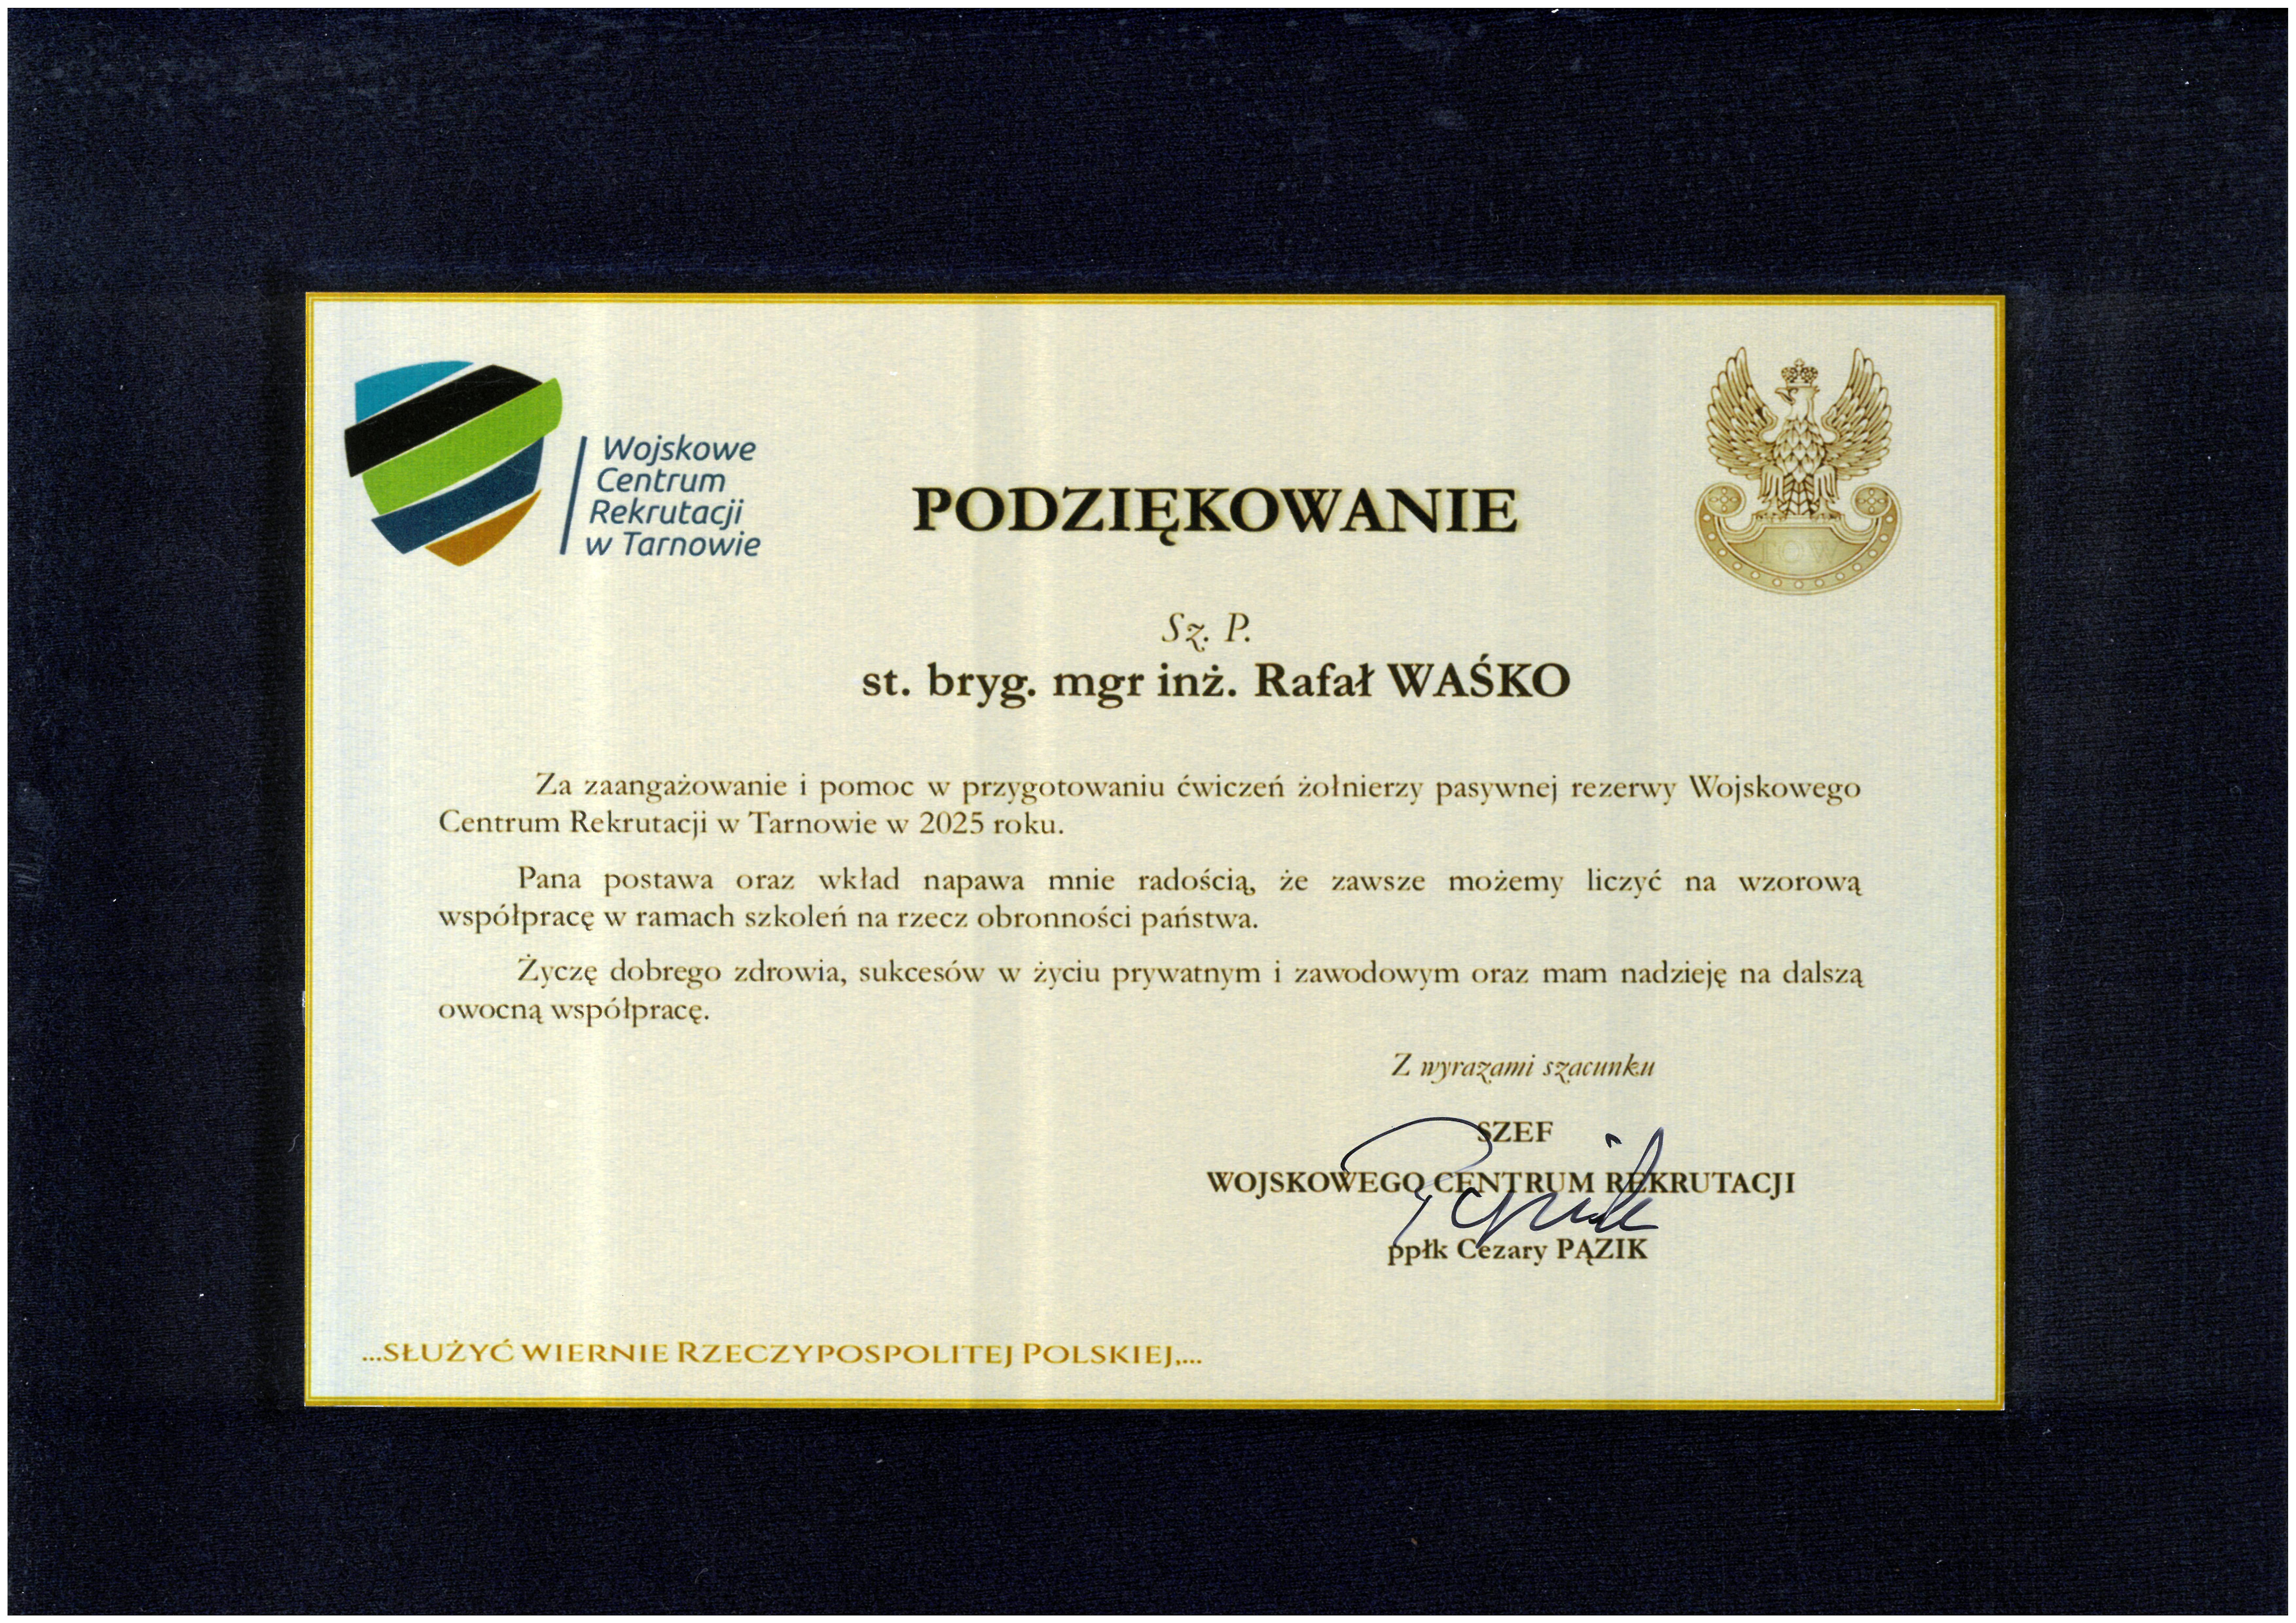 Wojskowe
Centrum
Rekrutacji
w Tarnowie
PODZIĘKOWANIE
Sz. P.
st. bryg. mgr inż. Rafał WAŚKO
Za zaangażowanie i pomoc w przygotowaniu ćwiczeń żołnierzy pasywnej rezerwy Wojskowego
Centrum Rekrutacji w Tarnowie w 2025 roku.
Pana postawa oraz wkład napawa mnie radością, że zawsze możemy liczyć na wzorową
współpracę w ramach szkoleń na rzecz obronności państwa.
Życzę dobrego zdrowia, sukcesów w życiu prywatnym i zawodowym oraz mam nadzieję na dalszą
owocną współpracę.
Z wyrazami szacunku
SZEF
WOJSKOWEGO CENTRUM REKRUTACJI
ppłk Cezary PĄZIK
...SŁUŻYĆ WIERNIE RZECZYPOSPOLITEJ POLSKIEJ,...